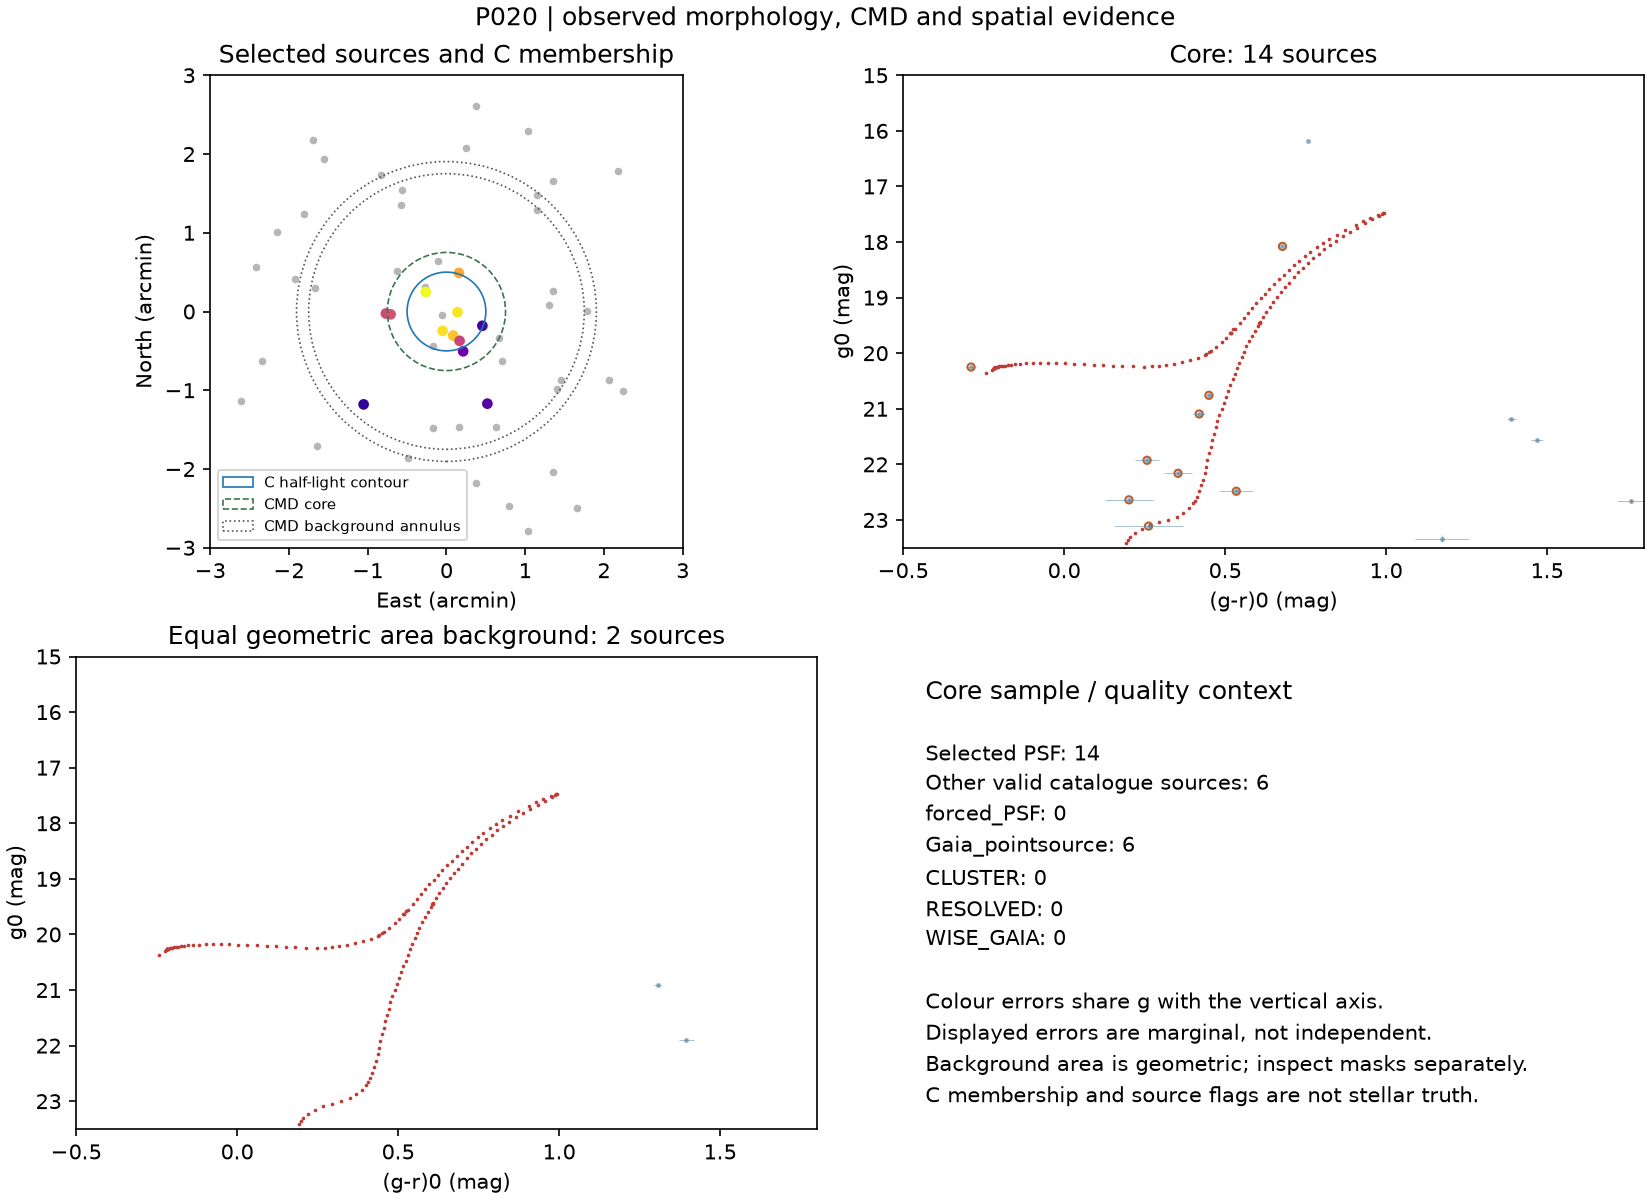 P020 | observed morphology, CMD and spatial evidence
Selected sources and C membership
3
2
1
0
−1
−2
−3
−3
−2
−1
0
1
2
3
North (arcmin)
East (arcmin)
C half-light contour
CMD core
CMD background annulus
Core: 14 sources
15
16
17
18
19
20
21
22
23
−0.5
0.0
0.5
1.0
1.5
g0 (mag)
(g-r)0 (mag)
Equal geometric area background: 2 sources
15
16
17
18
19
20
21
22
23
−0.5
0.0
0.5
1.0
1.5
g0 (mag)
(g-r)0 (mag)
Core sample / quality context
Selected PSF: 14
Other valid catalogue sources: 6
forced_PSF: 0
Gaia_pointsource: 6
CLUSTER: 0
RESOLVED: 0
WISE_GAIA: 0
Colour errors share g with the vertical axis.
Displayed errors are marginal, not independent.
Background area is geometric; inspect masks separately.
C membership and source flags are not stellar truth.